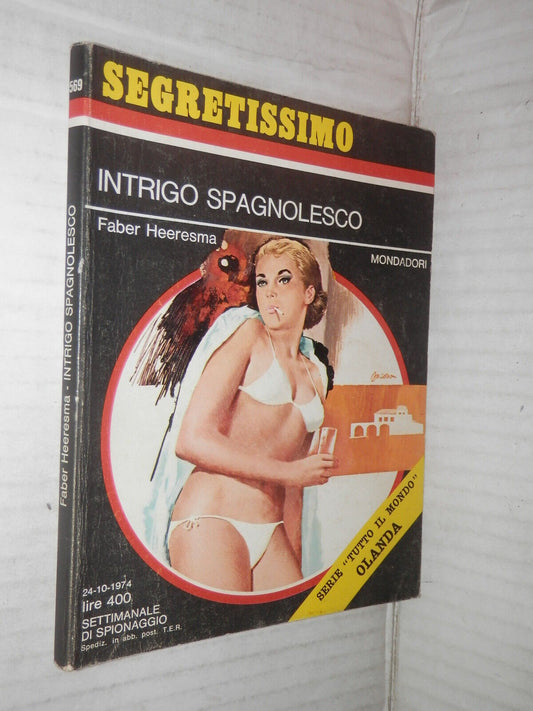 569
Faber Heeresma - INTRIGO SPAGNOLESCO
SEGRETISSIMO
INTRIGO SPAGNOLESCO
Faber Heeresma
MONDADORI
SERIE "TUTTO IL MONDO"
OLANDA
24-10-1974
lire 400
SETTIMANALE
DI SPIONAGGIO
Spediz. in abb. post. T.E.R.